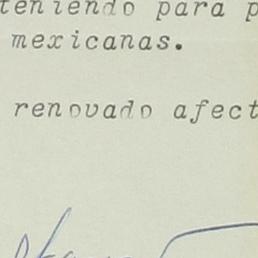 teniendo para p
mexicanas.
renovado afect